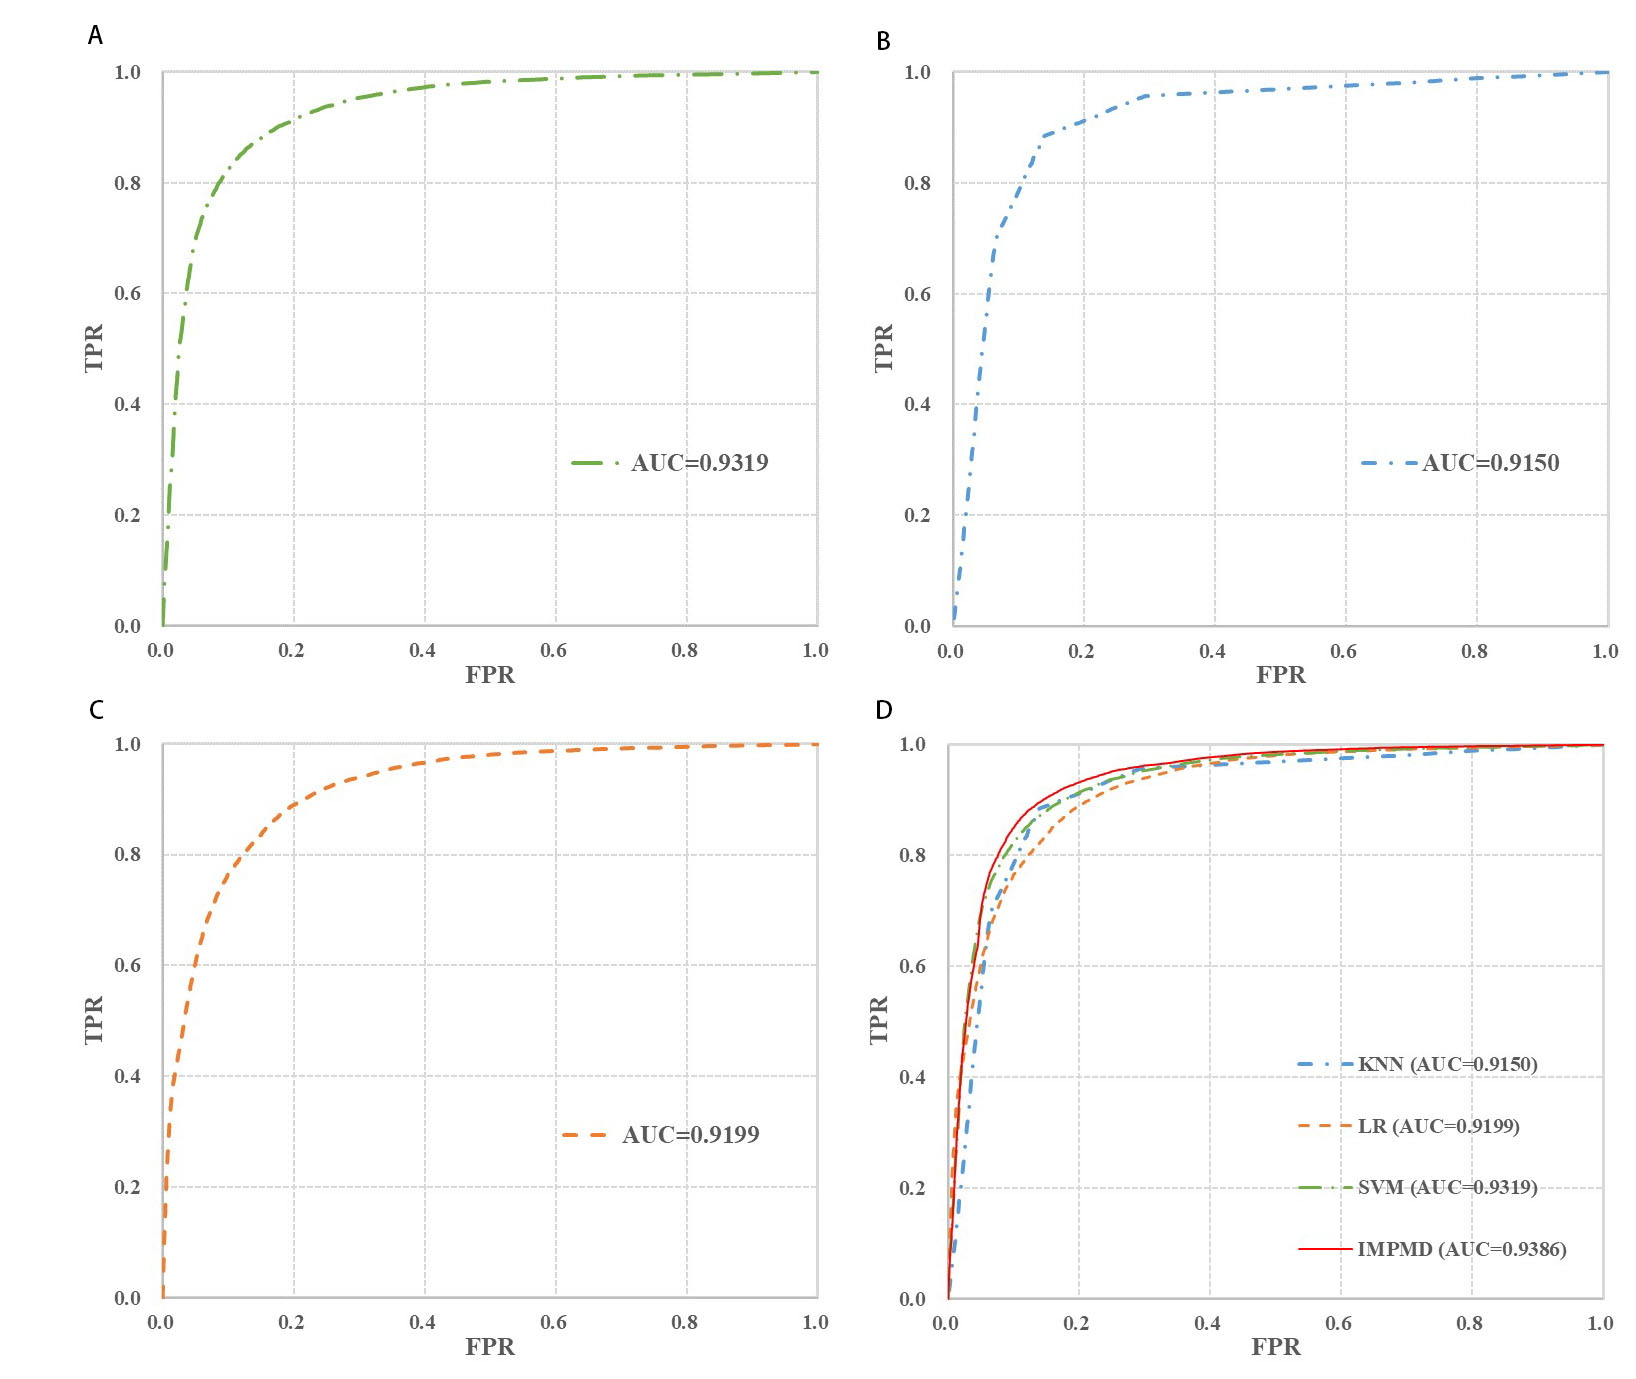 A
1.0
0.8
0.6
0.4
0.2
0.0
TPR
AUC=0.9319
0.0 0.2 0.4 0.6 0.8 1.0
FPR
B
1.0
0.8
0.6
0.4
0.2
0.0
TPR
AUC=0.9150
0.0 0.2 0.4 0.6 0.8 1.0
FPR
C
1.0
0.8
0.6
0.4
0.2
0.0
TPR
AUC=0.9199
0.0 0.2 0.4 0.6 0.8 1.0
FPR
D
1.0
0.8
0.6
0.4
0.2
0.0
TPR
KNN (AUC=0.9150)
LR (AUC=0.9199)
SVM (AUC=0.9319)
IMPMD (AUC=0.9386)
0.0 0.2 0.4 0.6 0.8 1.0
FPR